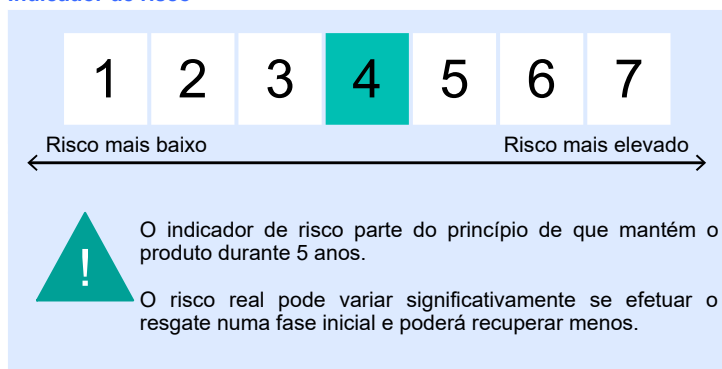 1 2 3 4 5 6 7
Risco mais baixo Risco mais elevado
!
O indicador de risco parte do princípio de que mantém o
produto durante 5 anos.
O risco real pode variar significativamente se efetuar o
resgate numa fase inicial e poderá recuperar menos.